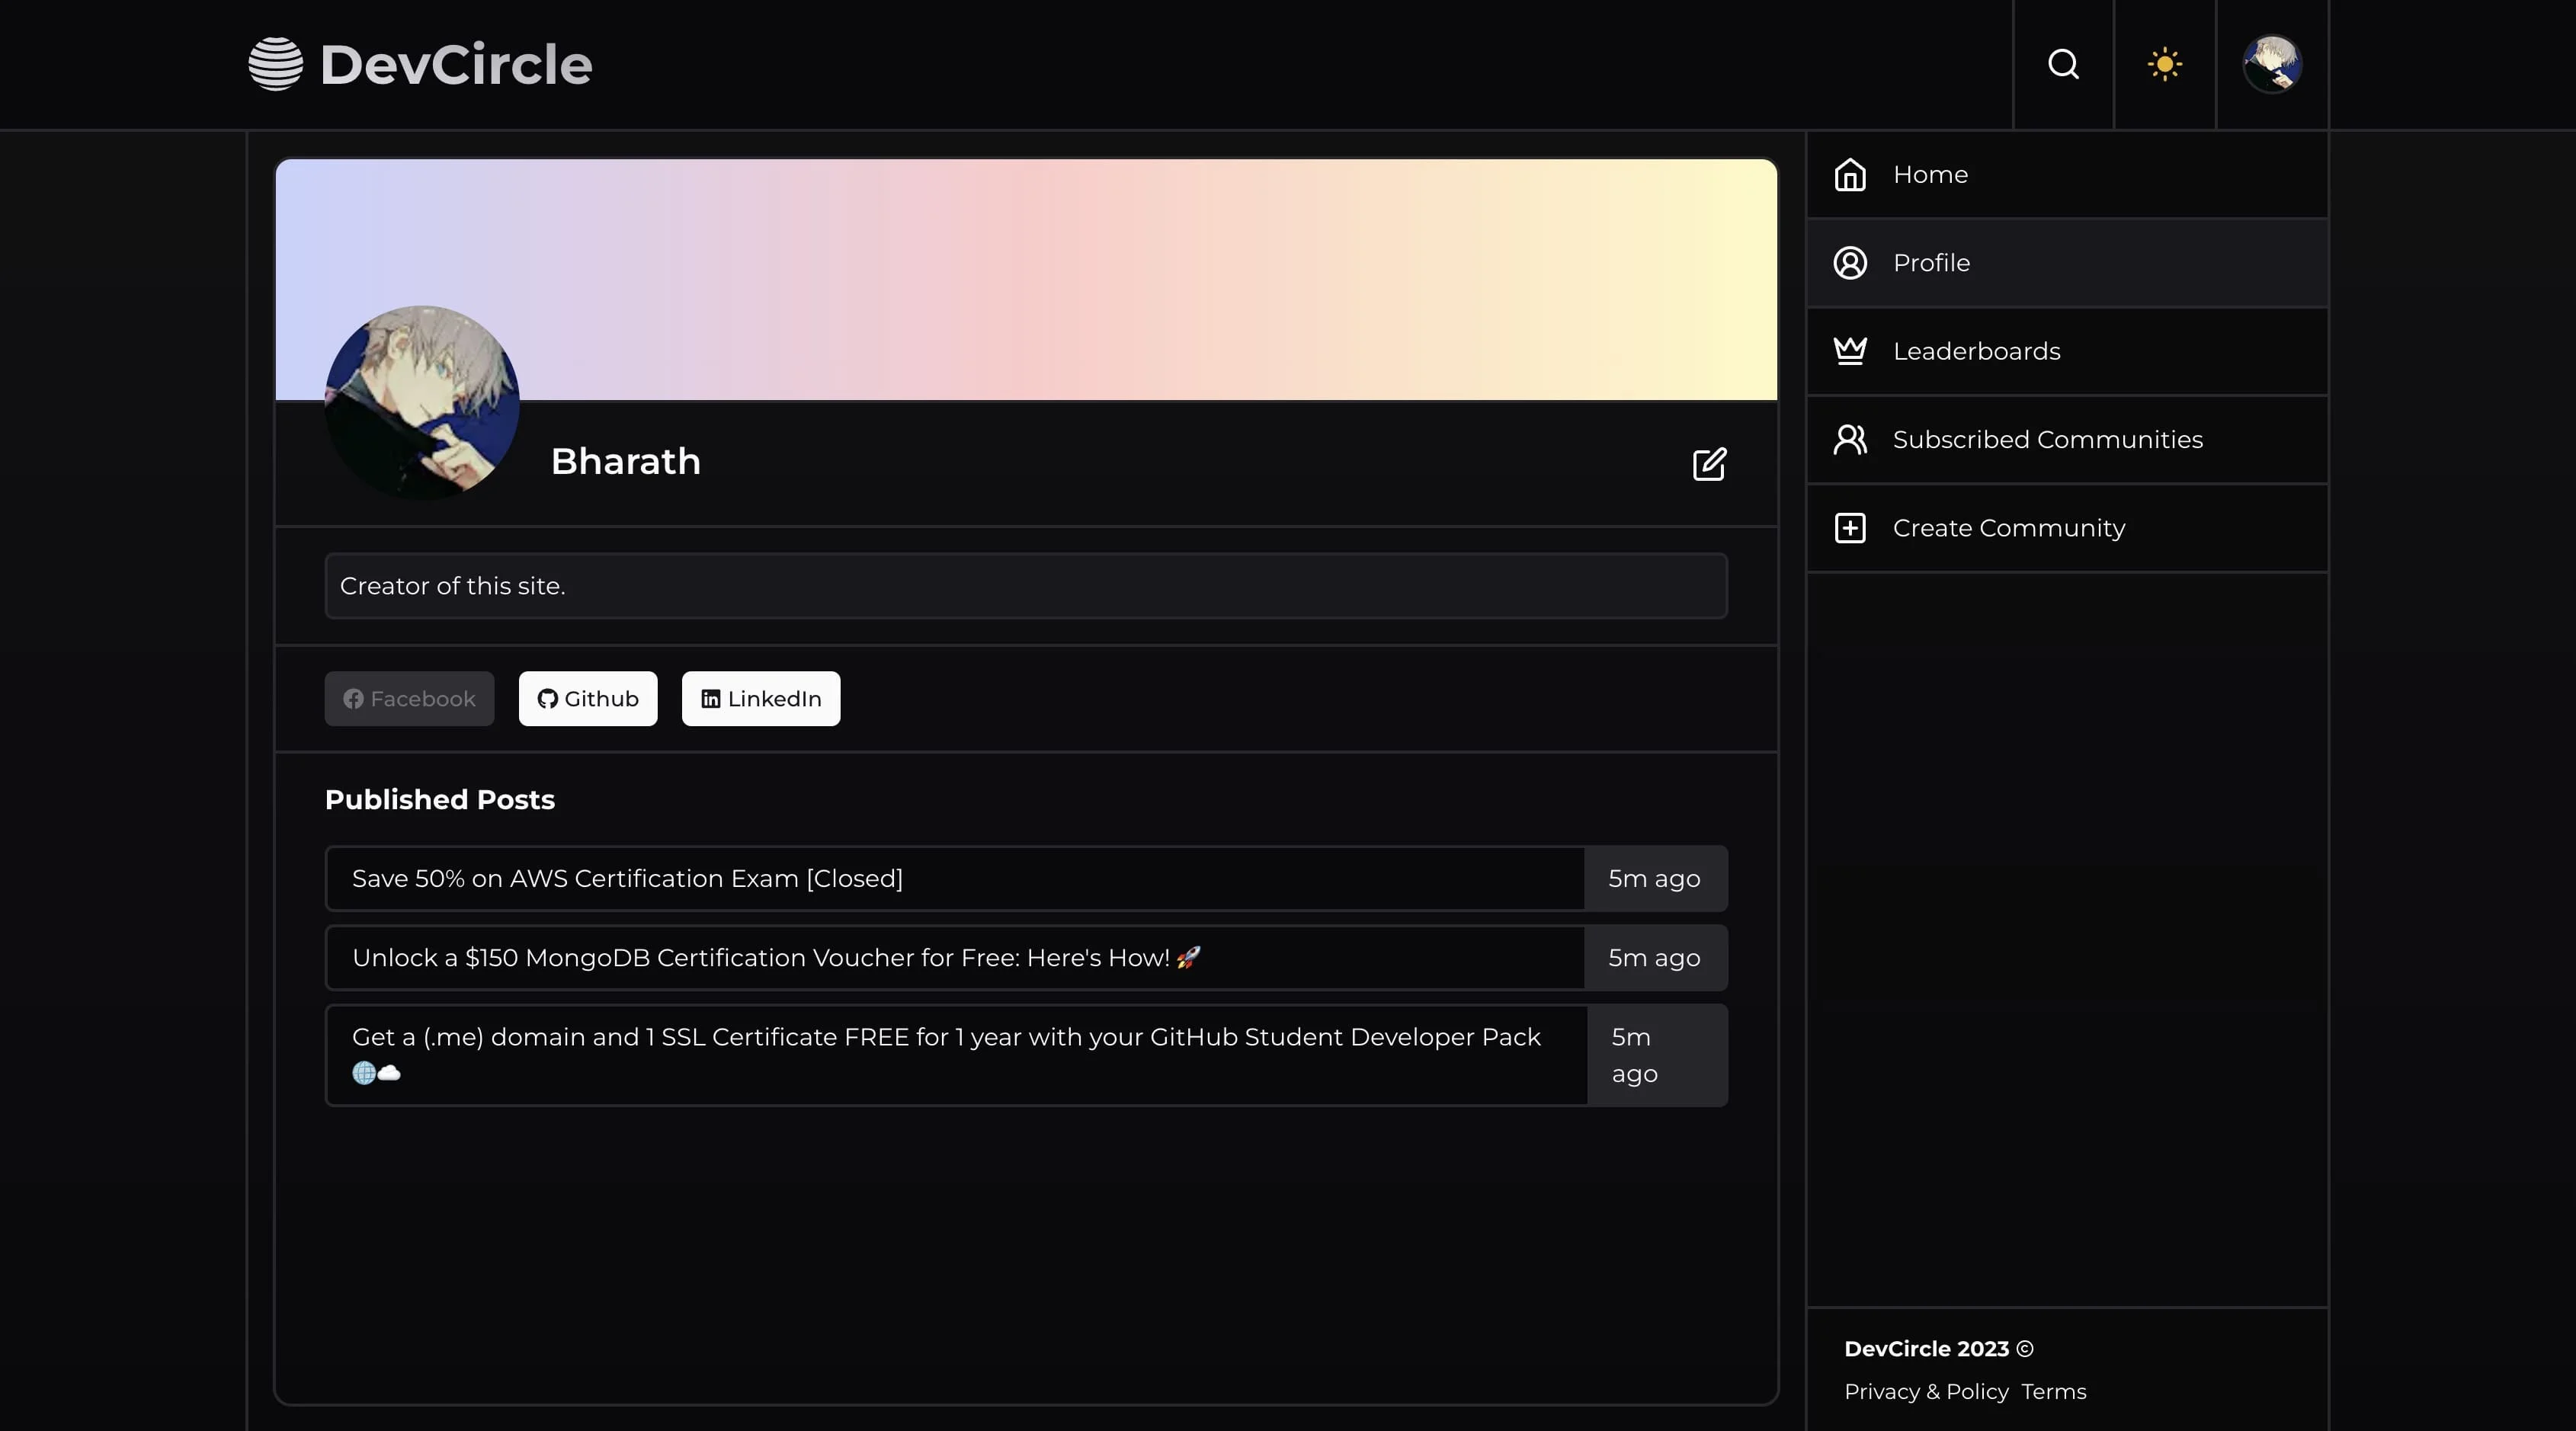 DevCircle
Home
Profile
Leaderboards
Subscribed Communities
Create Community
Bharath
Creator of this site.
Facebook
Github
LinkedIn
Published Posts
Save 50% on AWS Certification Exam [Closed]
5m ago
Unlock a $150 MongoDB Certification Voucher for Free: Here's How! 🚀
5m ago
Get a (.me) domain and 1 SSL Certificate FREE for 1 year with your GitHub Student Developer Pack
🌐☁️
5m
ago
DevCircle 2023 ©
Privacy & Policy Terms